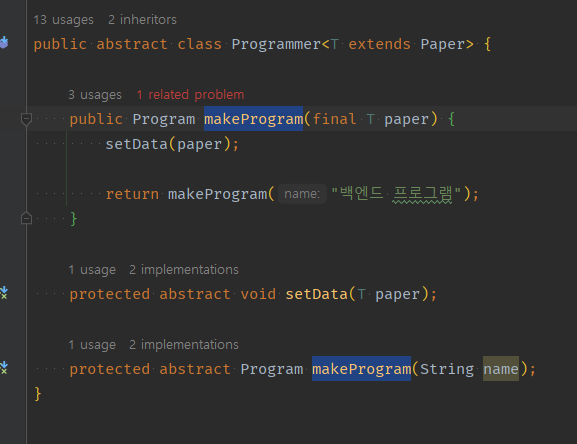 13 usages 2 inheritors
public abstract class Programmer<T extends Paper> {
3 usages 1 related problem
public Program makeProgram(final T paper) {
setData(paper);
return makeProgram( name: "백엔드 프로그램");
}
1 usage 2 implementations
protected abstract void setData(T paper);
1 usage 2 implementations
protected abstract Program makeProgram(String name);
}